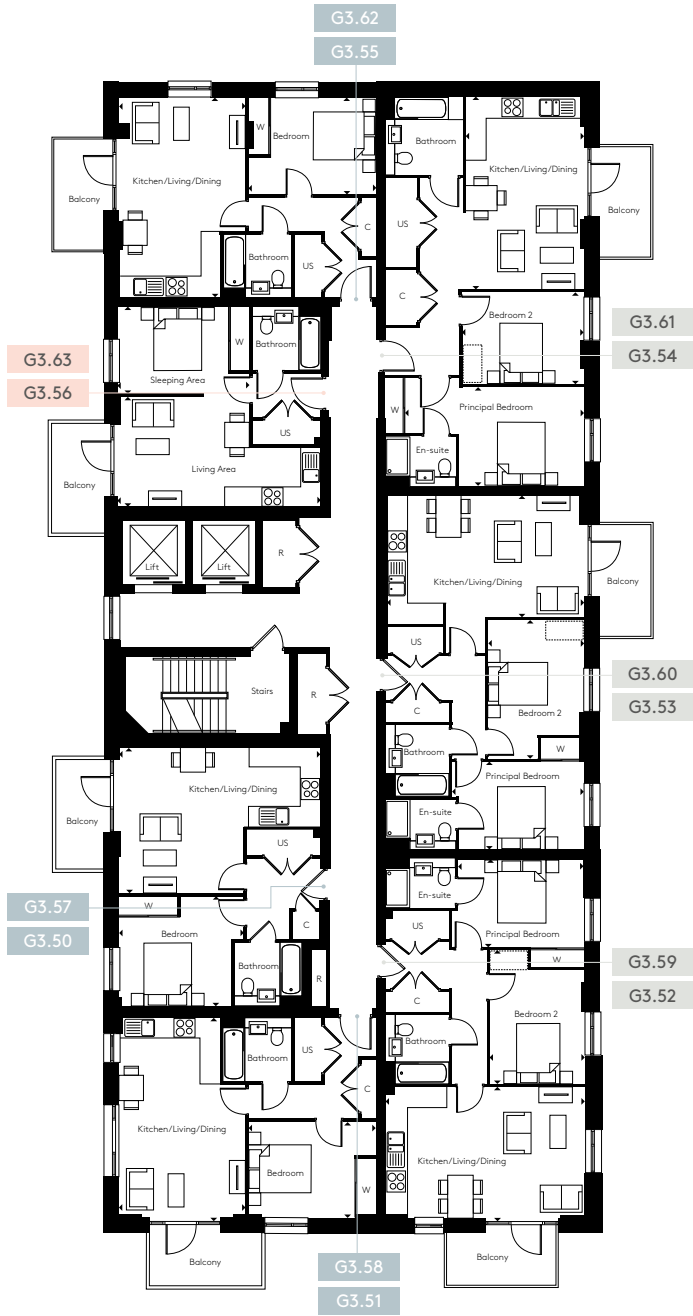 G3.62
G3.55
W
Bedroom
Bathroom
Kitchen/Living/Dining
Kitchen/Living/Dining
Balcony
Balcony
C
US
Bathroom
US
C
G3.61
G3.54
Bedroom 2
W
Bathroom
G3.63
G3.56
Sleeping Area
Principal Bedroom
W
US
En-suite
Living Area
Balcony
R
Lift
Lift
Kitchen/Living/Dining
Balcony
US
G3.60
G3.53
Stairs
R
C
Bedroom 2
W
Bathroom
Principal Bedroom
Kitchen/Living/Dining
En-suite
Balcony
US
En-suite
G3.57
G3.50
W
Bedroom
C
US
Principal Bedroom
W
G3.59
G3.52
Bathroom
R
C
Bedroom 2
Bathroom
US
Bathroom
C
Kitchen/Living/Dining
Kitchen/Living/Dining
Bedroom
W
Balcony
Balcony
G3.58
G3.51